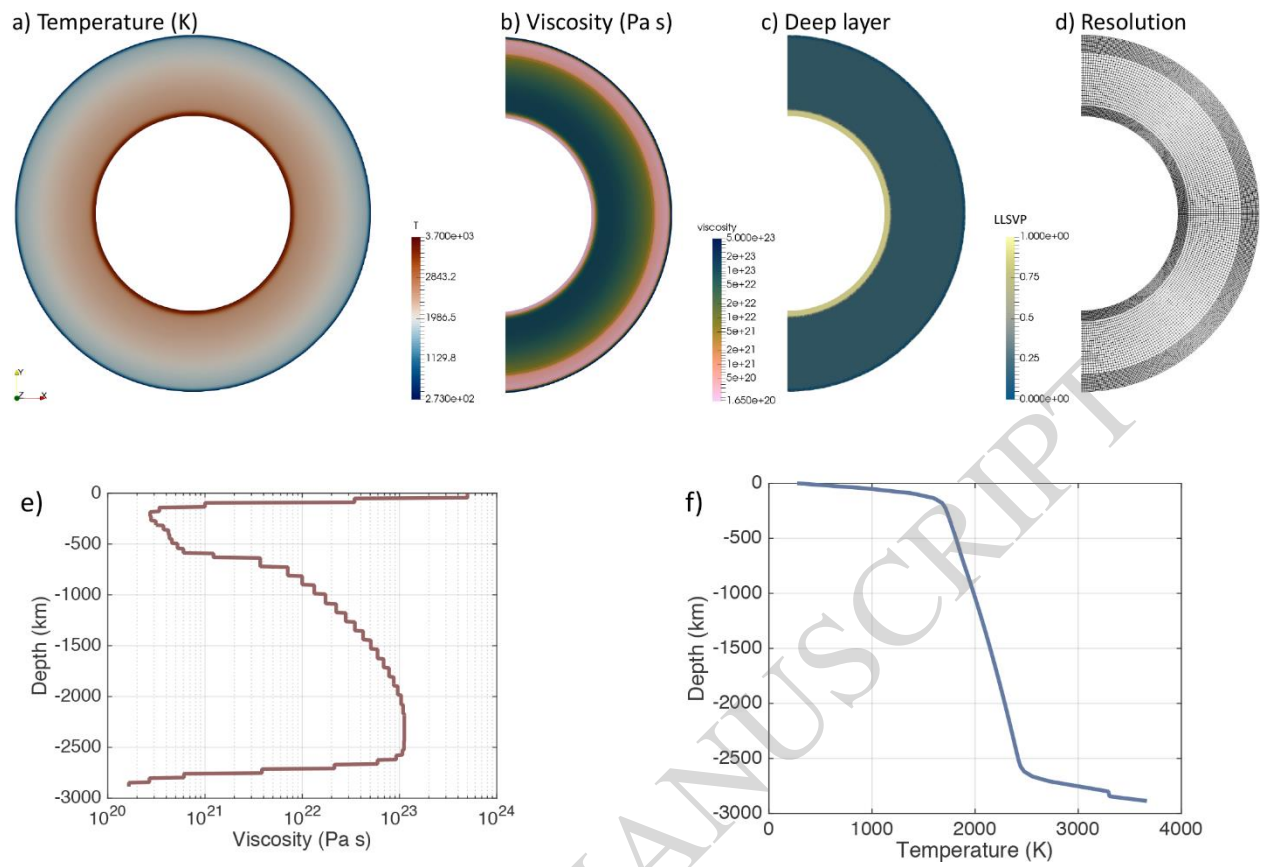 a) Temperature (K)
b) Viscosity (Pa s)
c) Deep layer
d) Resolution
T
3.700e+03
2843.2
1986.5
1129.8
2.730e+02
Y
Z
X
viscosity
5.000e+23
2e+23
1e+23
5e+22
2e+22
1e+22
5e+21
2e+21
1e+21
5e+20
1.650e+20
LLSVP
1.000e+00
0.75
0.5
0.25
0.000e+00
e)
0
-500
-1000
-1500
-2000
-2500
-3000
Depth (km)
10^20
10^21
10^22
10^23
10^24
Viscosity (Pa s)
f)
0
-500
-1000
-1500
-2000
-2500
-3000
Depth (km)
0
1000
2000
3000
4000
Temperature (K)
MANUSCRIPT